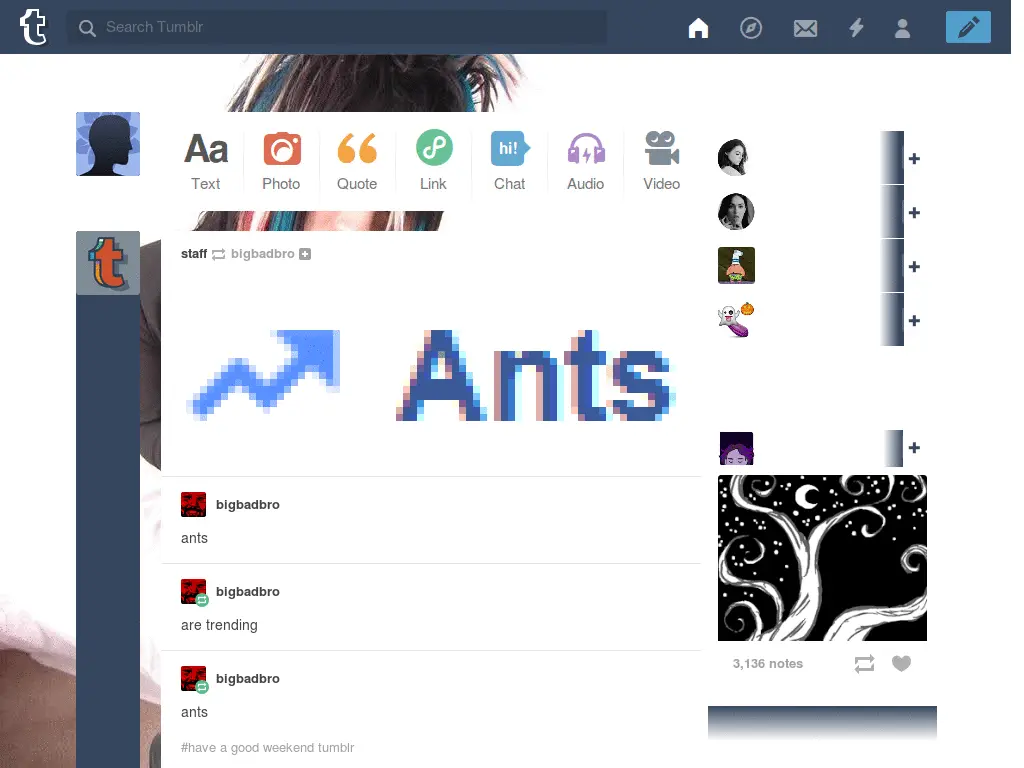 Search Tumblr
Aa
hi!
Text Photo Quote Link Chat Audio Video
staff bigbadbro
Ants
bigbadbro
ants
bigbadbro
are trending
bigbadbro
ants
#have a good weekend tumblr
3,136 notes